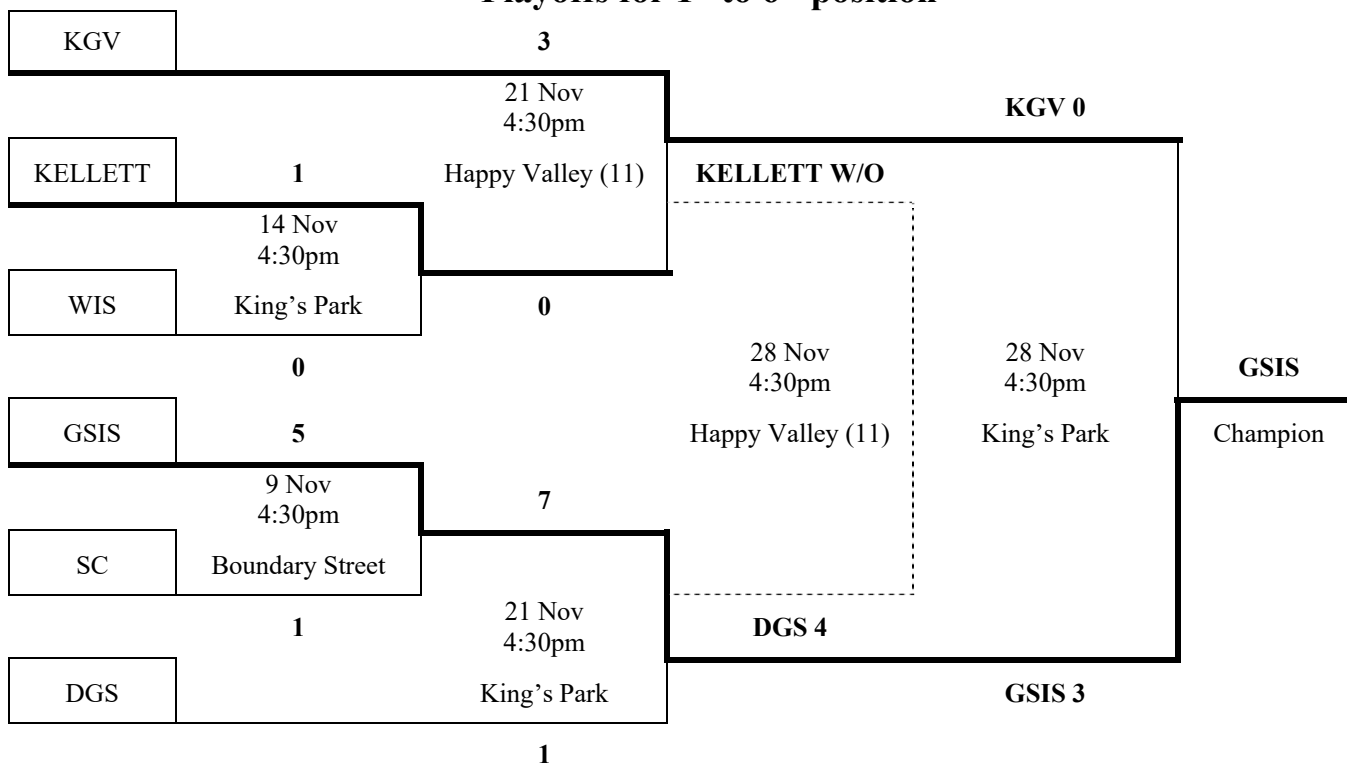 Playoffs for 1st to 6th position
KGV
3
21 Nov
4:30pm
KGV 0
KELLETT
1
Happy Valley (11)
KELLETT W/O
14 Nov
4:30pm
WIS
King's Park
0
0
28 Nov
4:30pm
28 Nov
4:30pm
GSIS
GSIS
5
Happy Valley (11)
King's Park
Champion
9 Nov
4:30pm
7
SC
Boundary Street
1
21 Nov
4:30pm
DGS 4
DGS
King's Park
GSIS 3
1